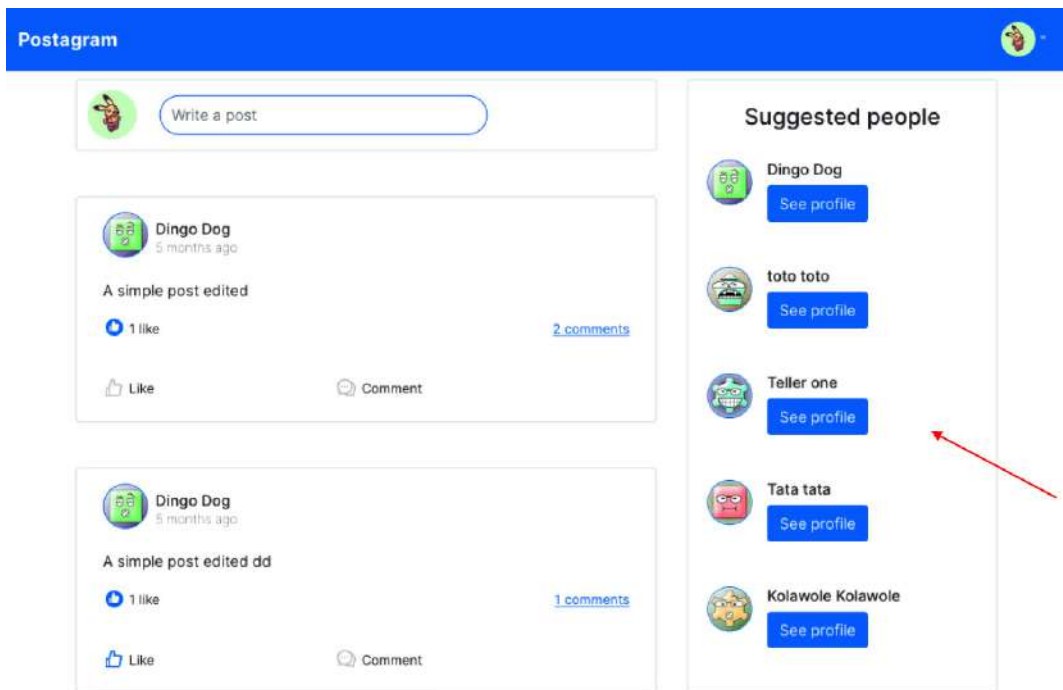 Postagram
Write a post
Dingo Dog
5 months ago
A simple post edited
1 like
2 comments
Like
Comment
Dingo Dog
5 months ago
A simple post edited dd
1 like
1 comments
Like
Comment
Suggested people
Dingo Dog
See profile
toto toto
See profile
Teller one
See profile
Tata tata
See profile
Kolawole Kolawole
See profile